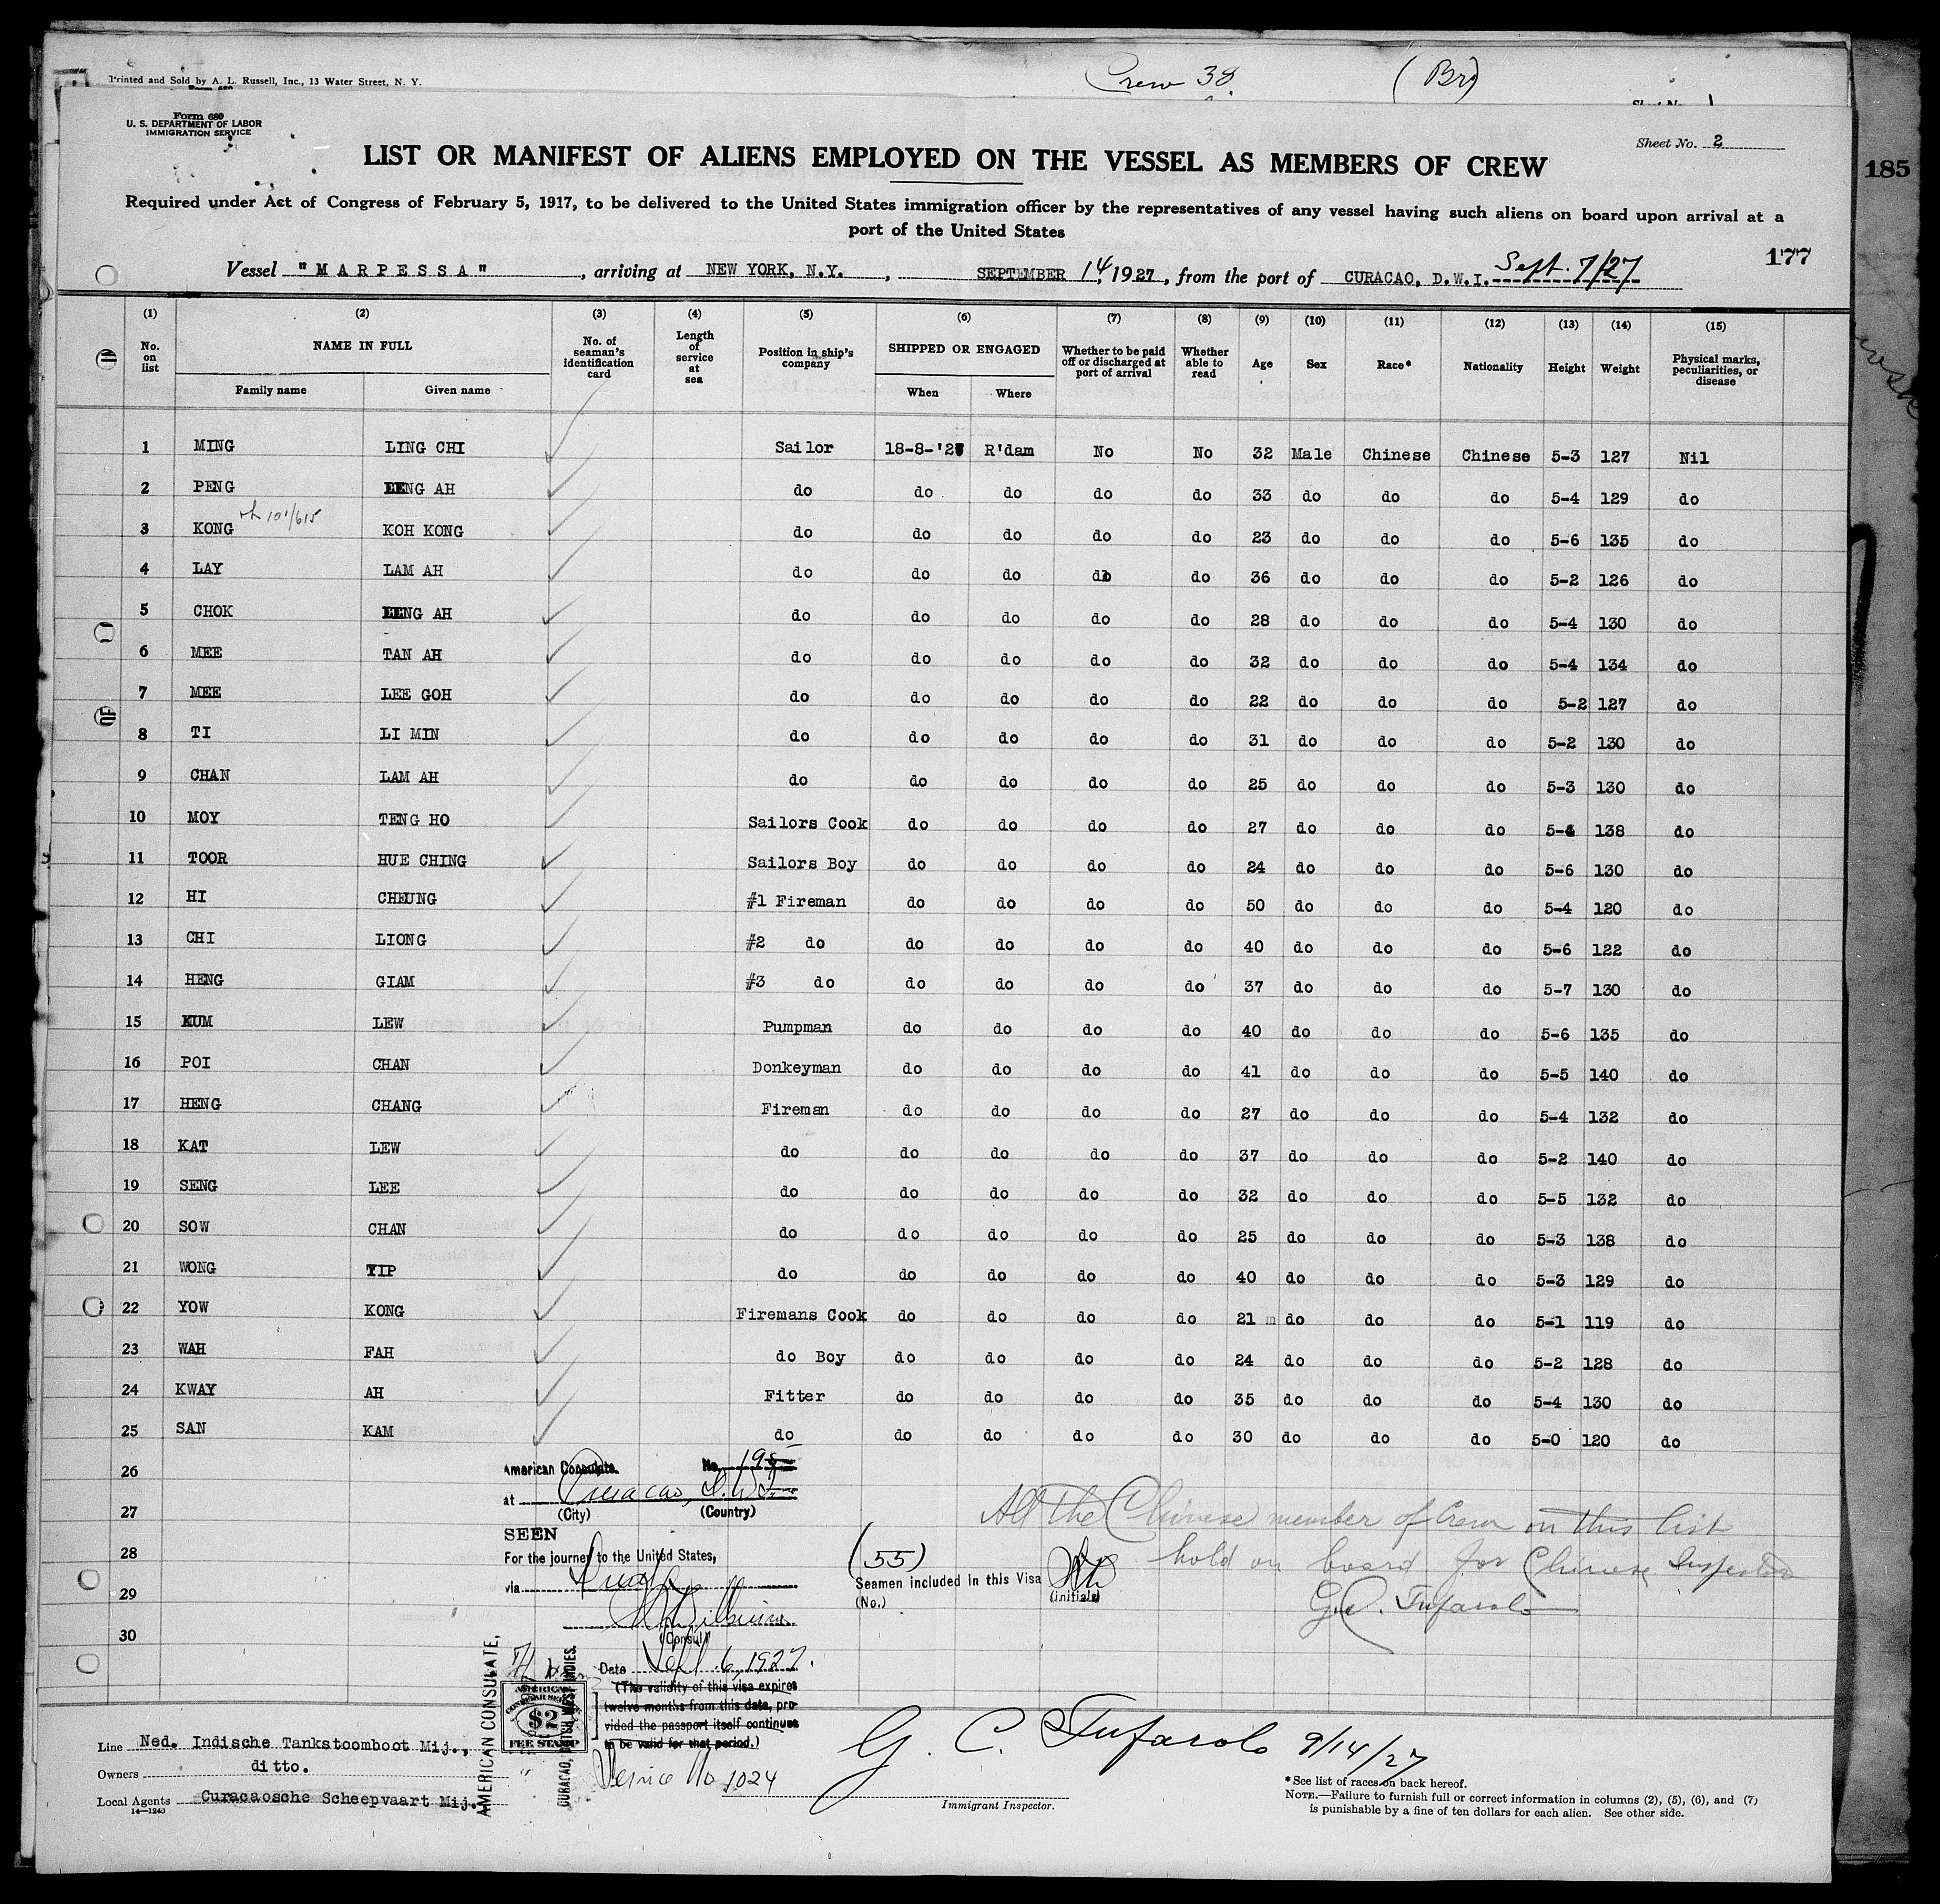 Printed and Sold by A. L. Russell, Inc., 13 Water Street, N. Y.
Crew 38. (Br)
Form 680
U. S. DEPARTMENT OF LABOR
IMMIGRATION SERVICE
Sheet No. 2
LIST OR MANIFEST OF ALIENS EMPLOYED ON THE VESSEL AS MEMBERS OF CREW
185
Required under Act of Congress of February 5, 1917, to be delivered to the United States immigration officer by the representatives of any vessel having such aliens on board upon arrival at a
port of the United States
177
Vessel "MARPESSA", arriving at NEW YORK, N.Y., SEPTEMBER 14, 1927, from the port of CURACAO, D.W.I. Sept. 7/27
(1) (2) (3) (4) (5) (6) (7) (8) (9) (10) (11) (12) (13) (14) (15)
No. on list NAME IN FULL No. of seaman's identification card Length of service at sea Position in ship's company SHIPPED OR ENGAGED Whether to be paid off or discharged at port of arrival Whether able to read Age Sex Race* Nationality Height Weight Physical marks, peculiarities, or disease
Family name Given name When Where
1 MING LING CHI Sailor 18-8-'27 R'dam No No 32 Male Chinese Chinese 5-3 127 Nil
2 PENG ENG AH do do do do do 33 do do do 5-4 129 do
3 KONG KOH KONG do do do do do 23 do do do 5-6 135 do
4 LAY LAM AH do do do do do 36 do do do 5-2 126 do
5 CHOK ENG AH do do do do do 28 do do do 5-4 130 do
6 MEE TAN AH do do do do do 32 do do do 5-4 134 do
7 MEE LEE GOH do do do do do 22 do do do 5-2 127 do
8 TI LI MIN do do do do do 31 do do do 5-2 130 do
9 CHAN LAM AH do do do do do 25 do do do 5-3 130 do
10 MOY TENG HO Sailors Cook do do do do 27 do do do 5-4 138 do
11 TOOR HUE CHING Sailors Boy do do do do 24 do do do 5-6 130 do
12 HI CHEUNG #1 Fireman do do do do 50 do do do 5-4 120 do
13 CHI LIONG #2 do do do do do 40 do do do 5-6 122 do
14 HENG GIAM #3 do do do do do 37 do do do 5-7 130 do
15 KUM LEW Pumpman do do do do 40 do do do 5-6 135 do
16 POI CHAN Donkeyman do do do do 41 do do do 5-5 140 do
17 HENG CHANG Fireman do do do do 27 do do do 5-4 132 do
18 KAT LEW do do do do do 37 do do do 5-2 140 do
19 SENG LEE do do do do do 32 do do do 5-5 132 do
20 SOW CHAN do do do do do 25 do do do 5-3 138 do
21 WONG YIP do do do do do 40 do do do 5-3 129 do
22 YOW KONG Firemans Cook do do do do 21 m do do do 5-1 119 do
23 WAH FAH do Boy do do do do 24 do do do 5-2 128 do
24 KWAY AH Fitter do do do do 35 do do do 5-4 130 do
25 SAN KAM do do do do do 30 do do do 5-0 120 do
26
27
28
29
30
American Consulate No. 195
at Curacao, D.W.I.
(City) (Country)
SEEN
For the journey to the United States,
via
(Consul)
Date Sept. 6, 1927.
(The validity of this visa expires
twelve months from this date, pro-
vided the passport itself continues
to be valid for that period.)
Service No 1024
(55)
Seamen included in this Visa
(No.) (initials)
All the Chinese member of Crew on this list
hold on board for Chinese Inspector
G.C. Tufarolo
AMERICAN CONSULATE,
CURACAO, DUTCH WEST INDIES.
AMERICAN
CONSULAR SERVICE
$2
FEE STAMP
Line Ned. Indische Tankstoomboot Mij.,
Owners ditto.
Local Agents Curacaosche Scheepvaart Mij.
14—1240
G. C. Tufarolo 9/14/27
Immigrant Inspector.
*See list of races on back hereof.
NOTE.—Failure to furnish full or correct information in columns (2), (5), (6), and (7)
is punishable by a fine of ten dollars for each alien. See other side.